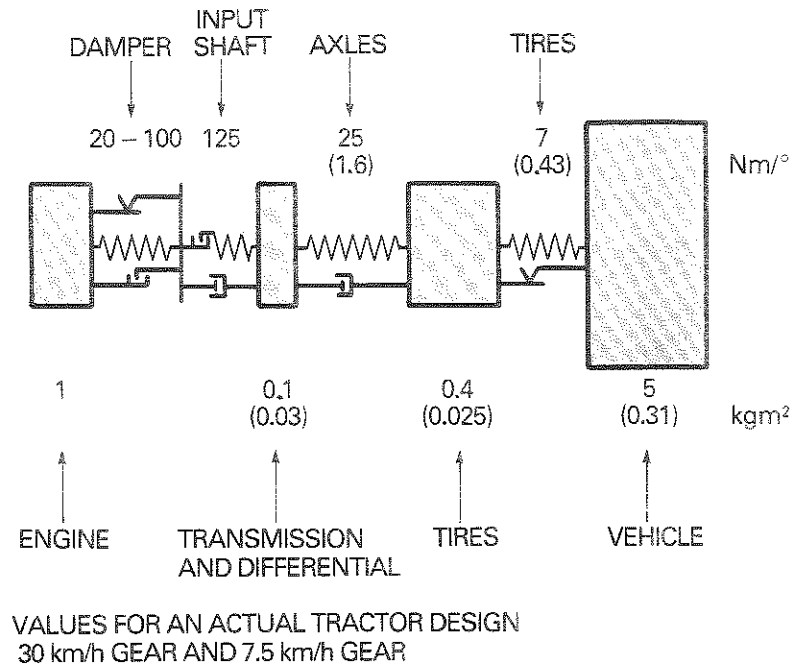 DAMPER
INPUT
SHAFT
AXLES
TIRES
20 – 100
125
25
(1.6)
7
(0.43)
Nm/°
1
0.1
(0.03)
0.4
(0.025)
5
(0.31)
kgm²
ENGINE
TRANSMISSION
AND DIFFERENTIAL
TIRES
VEHICLE
VALUES FOR AN ACTUAL TRACTOR DESIGN
30 km/h GEAR AND 7.5 km/h GEAR